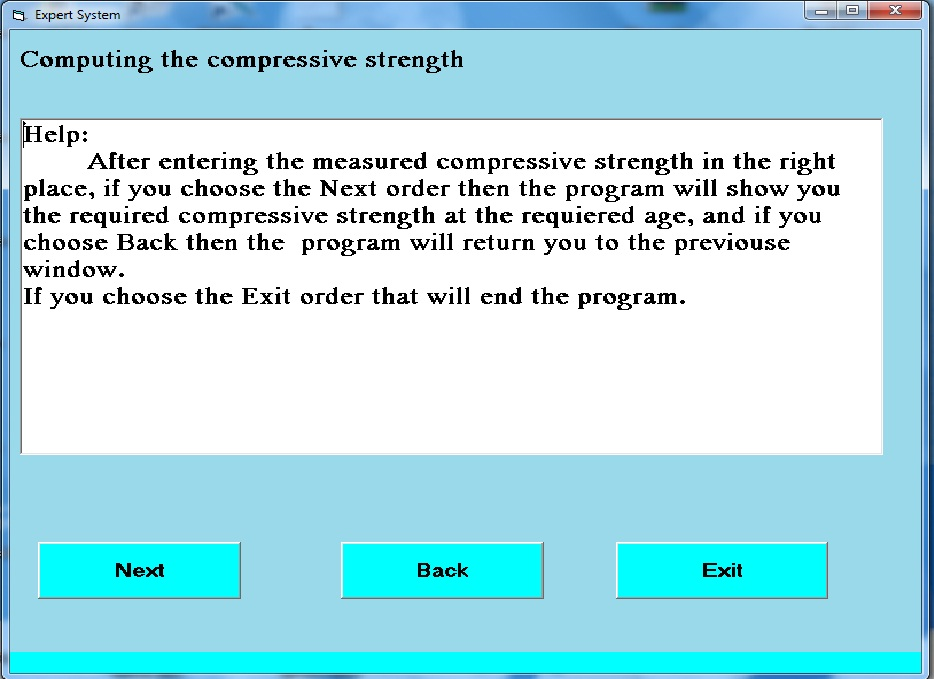 Expert System
Computing the compressive strength
Help:
After entering the measured compressive strength in the right
place, if you choose the Next order then the program will show you
the required compressive strength at the requiered age, and if you
choose Back then the  program will return you to the previouse
window.
If you choose the Exit order that will end the program.
Next
Back
Exit